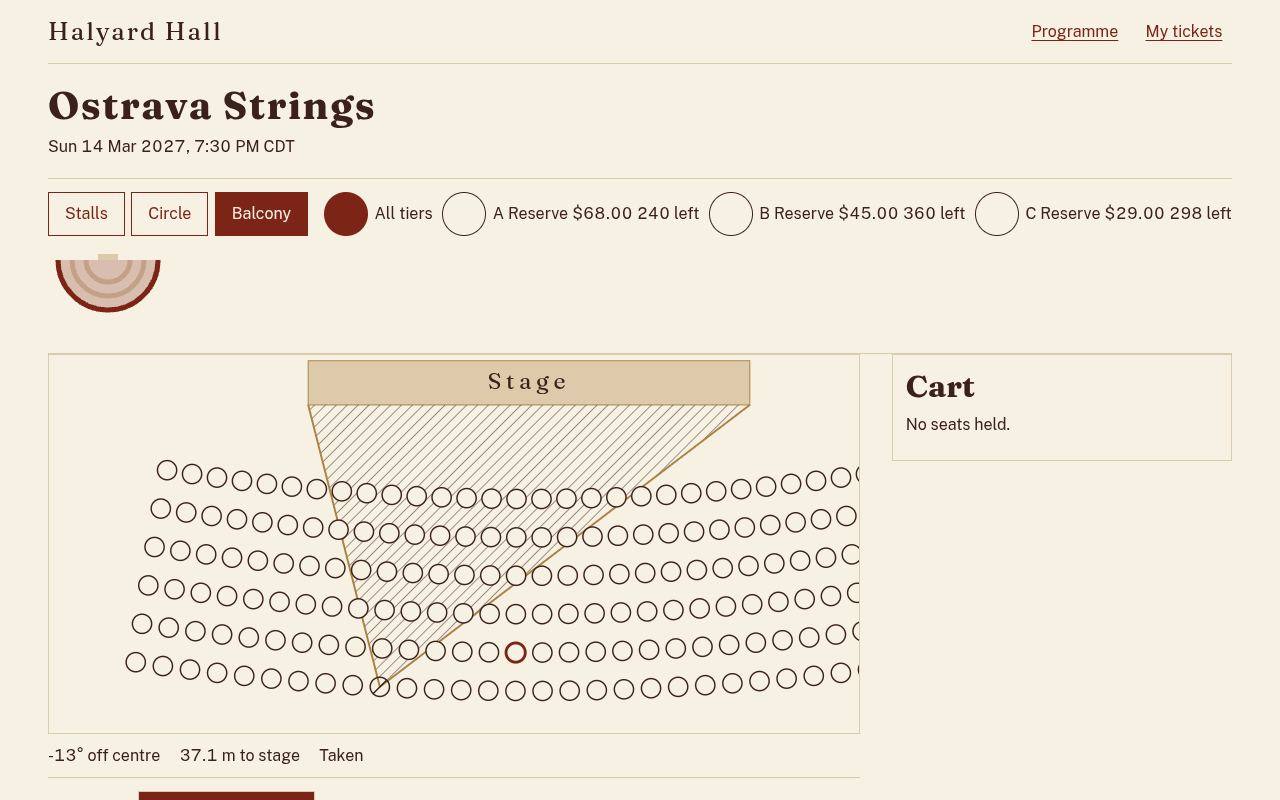 Halyard Hall
Programme
My tickets
Ostrava Strings
Sun 14 Mar 2027, 7:30 PM CDT
Stalls
Circle
Balcony
All tiers
A Reserve $68.00 240 left
B Reserve $45.00 360 left
C Reserve $29.00 298 left
Stage
Cart
No seats held.
-13° off centre
37.1 m to stage
Taken